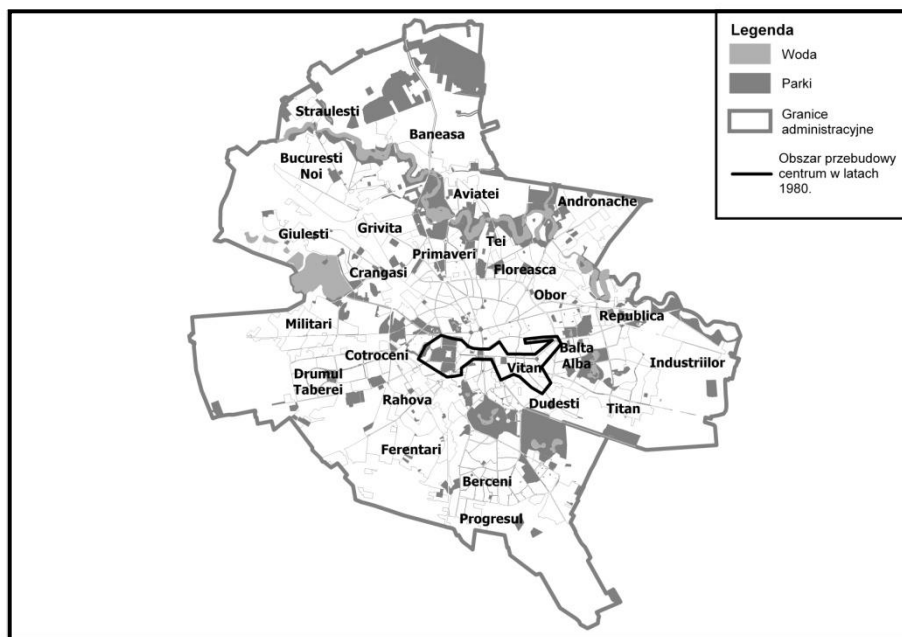 Legenda
Woda
Parki
Granice
administracyjne
Obszar przebudowy
centrum w latach
1980.
Straulesti
Baneasa
Bucuresti
Noi
Aviatei
Andronache
Giulesti
Grivita
Tei
Primaveri
Crangasi
Floreasca
Obor
Militari
Republica
Cotroceni
Balta
Alba
Industriilor
Drumul
Taberei
Vitan
Rahova
Dudesti
Titan
Ferentari
Berceni
Progresul